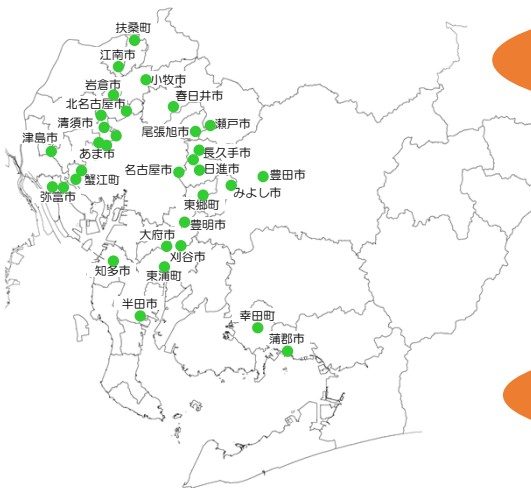 扶桑町
江南市
小牧市
岩倉市
春日井市
北名古屋市
清須市
瀬戸市
尾張旭市
津島市
あま市
長久手市
名古屋市
日進市
蟹江町
豊田市
みよし市
弥富市
東郷町
豊明市
大府市
刈谷市
知多市
東浦町
半田市
幸田町
蒲郡市